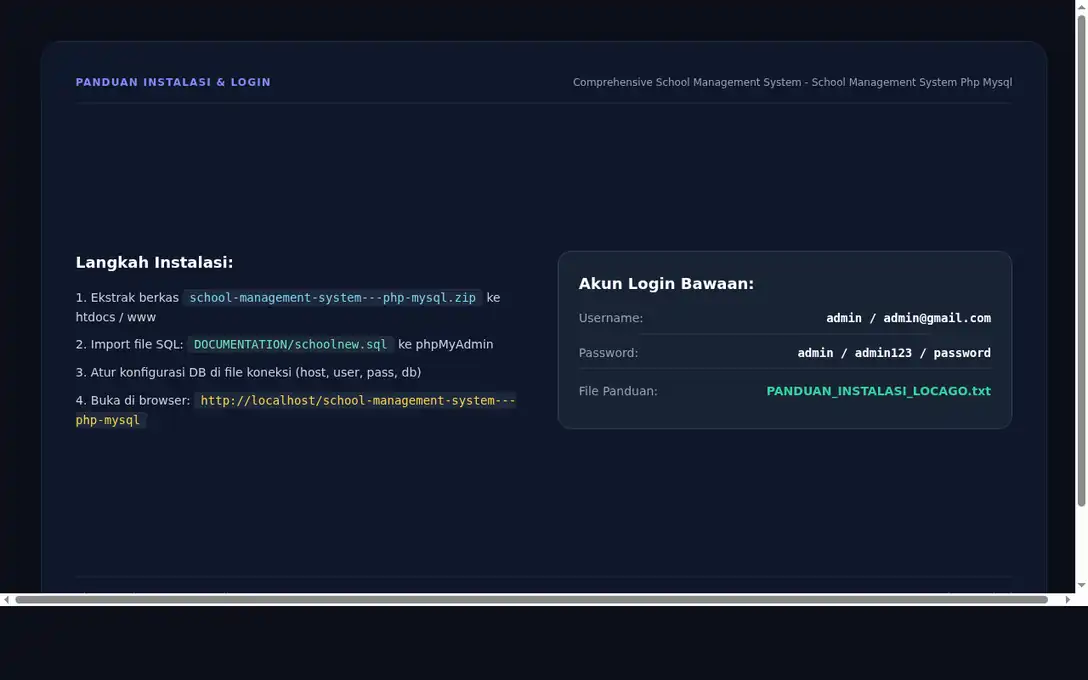 PANDUAN INSTALASI & LOGIN
Comprehensive School Management System - School Management System Php Mysql
Langkah Instalasi:
1. Ekstrak berkas school-management-system---php-mysql.zip ke
htdocs / www
2. Import file SQL: DOCUMENTATION/schoolnew.sql ke phpMyAdmin
3. Atur konfigurasi DB di file koneksi (host, user, pass, db)
4. Buka di browser: http://localhost/school-management-system---
php-mysql
Akun Login Bawaan:
Username: admin / admin@gmail.com
Password: admin / admin123 / password
File Panduan: PANDUAN_INSTALASI_LOCAGO.txt